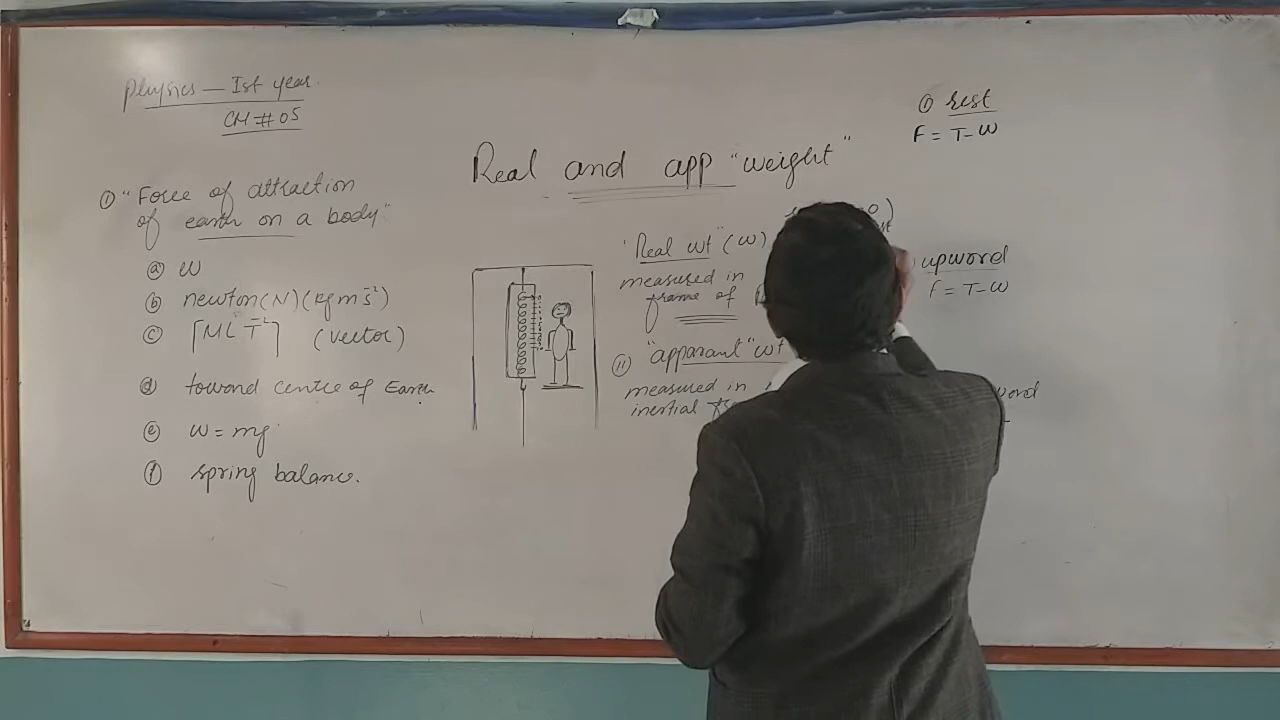 Physics — Ist year
CH # 05
Real and app "weight"
① "Force of attraction
of earth on a body"
ⓐ w
ⓑ newton (N) (kg m s̄²)
ⓒ [M L T̄²] (vector)
ⓓ toward centre of Earth
ⓔ w = mg
ⓕ spring balance.
"Real wt" (w)
measured in
frame of
ⓘⓘ "apparant" wt
measured in
inertial
① rest
F = T - w
upword
F = T - w